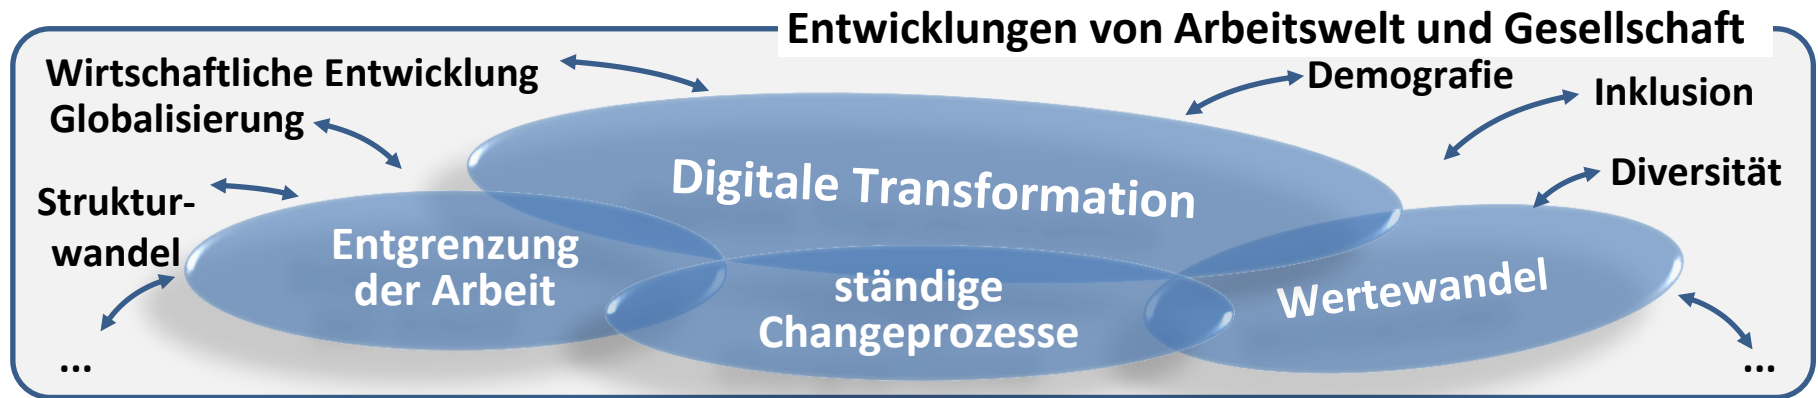 Entwicklungen von Arbeitswelt und Gesellschaft
Wirtschaftliche Entwicklung
Globalisierung
Struktur-
wandel
...
Demografie
Inklusion
Diversität
...
Digitale Transformation
Entgrenzung
der Arbeit
ständige
Changeprozesse
Wertewandel